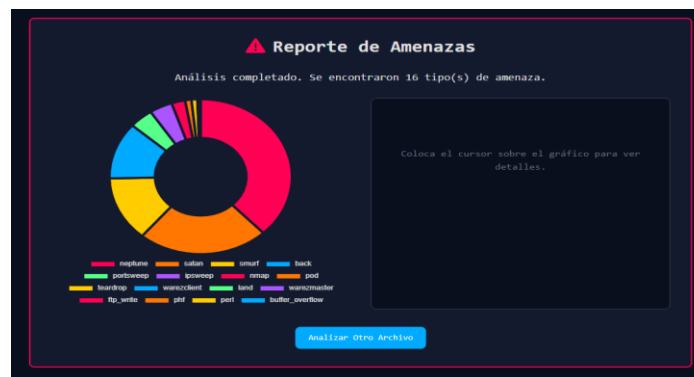 Reporte de Amenazas
Análisis completado. Se encontraron 16 tipo(s) de amenaza.
Coloca el cursor sobre el gráfico para ver
detalles.
neptune satan smurf back
portsweep ipsweep nmap pod
teardrop warezclient land warezmaster
ftp_write phf perl buffer_overflow
Analizar Otro Archivo